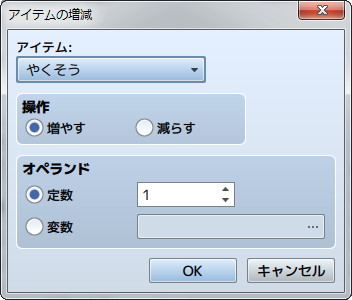 アイテムの増減
アイテム:
やくそう
操作
増やす 減らす
オペランド
定数 1
変数 ...
OK キャンセル